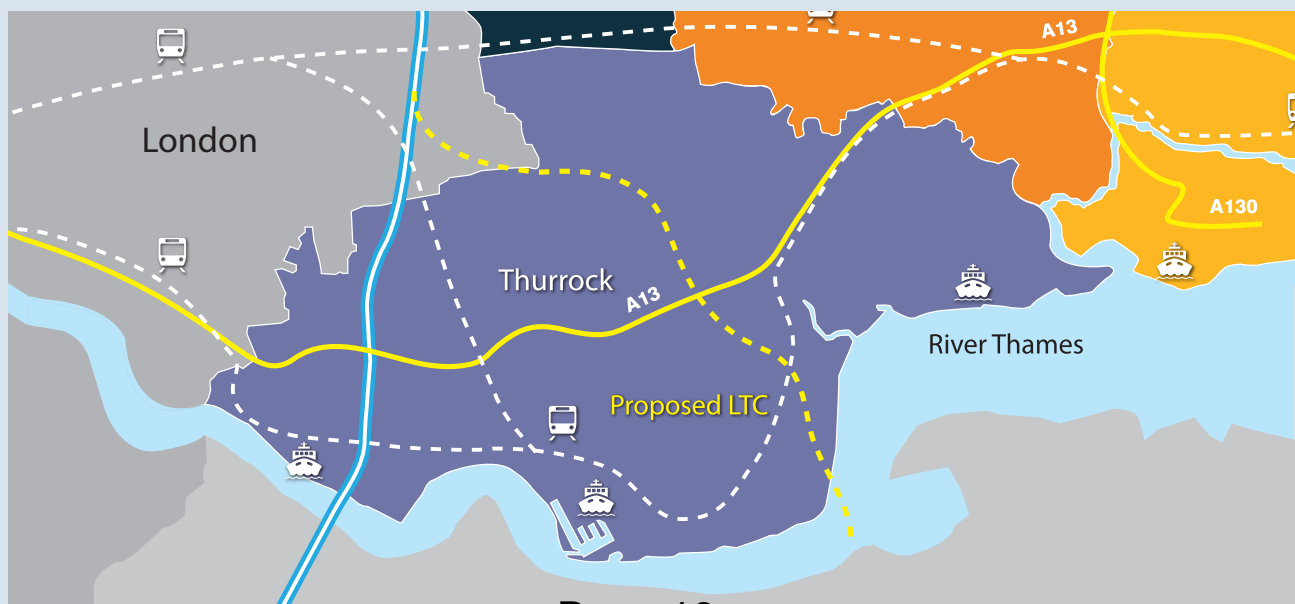 A13
London
A130
Thurrock
A13
River Thames
Proposed LTC